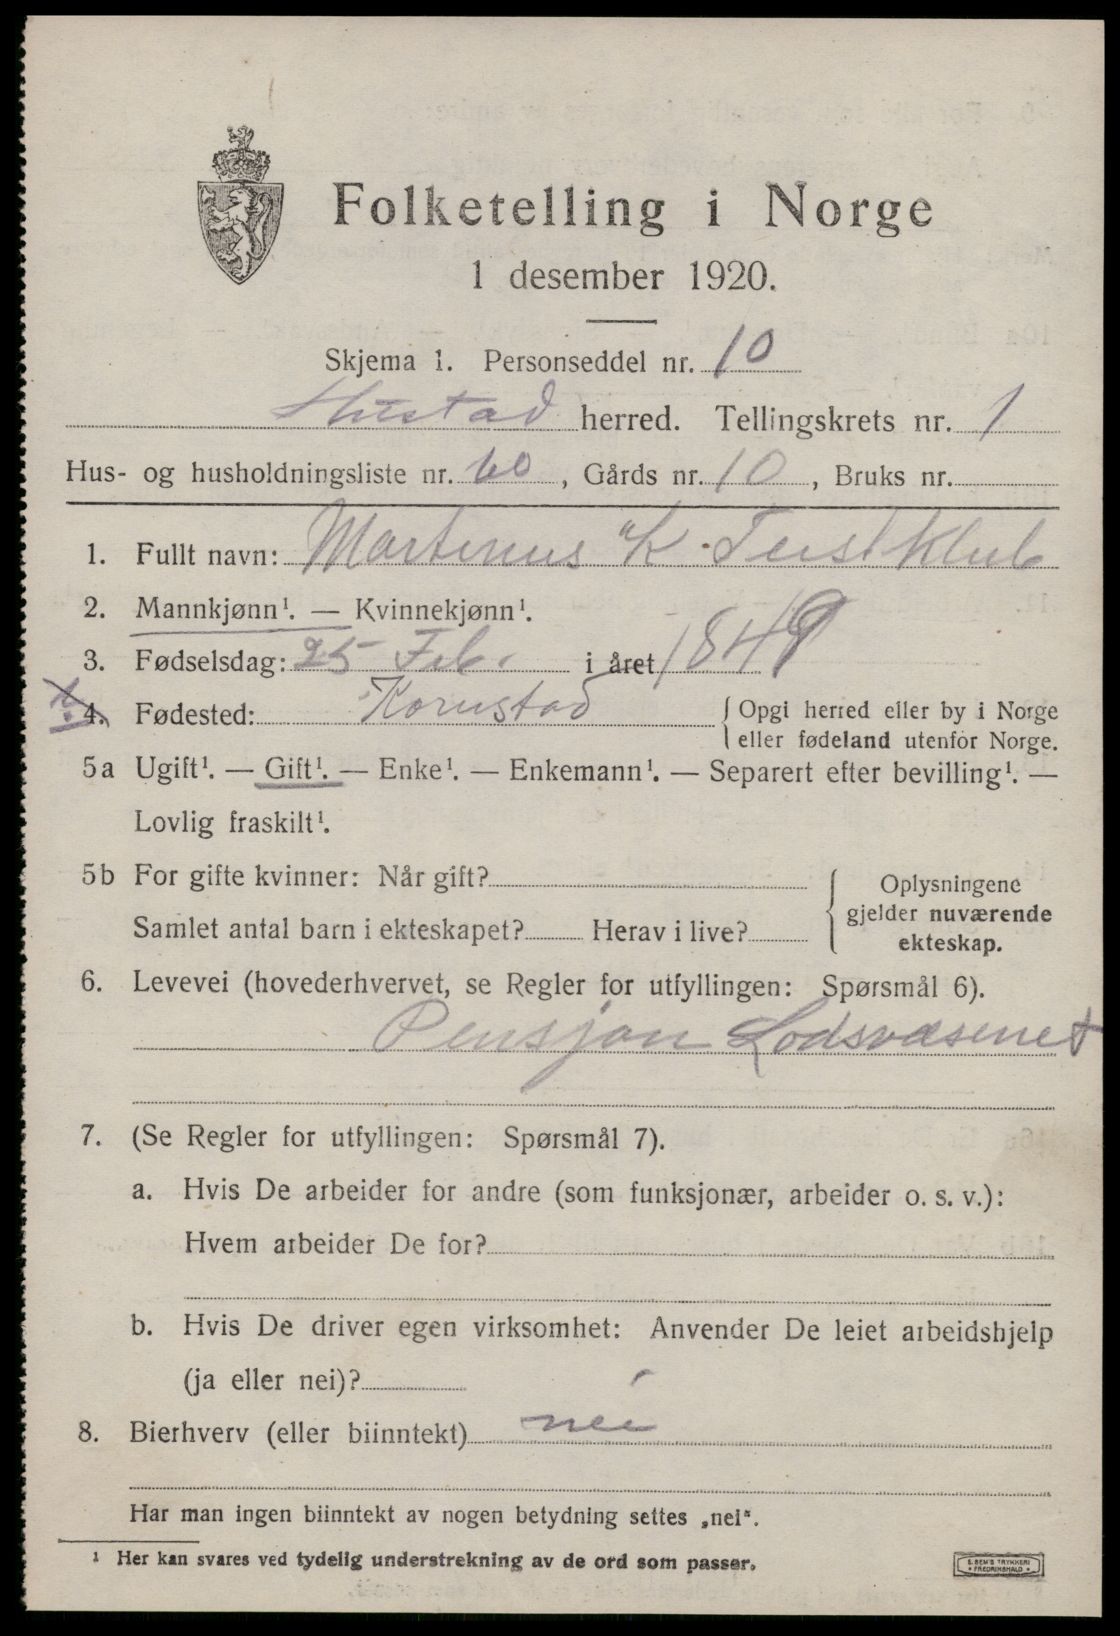 Folketelling i Norge
1 desember 1920.
Skjema 1. Personseddel nr. 10
Hustad herred. Tellingskrets nr. 1
Hus- og husholdningsliste nr. 60, Gårds nr. 10, Bruks nr.
1. Fullt navn: Martinus K. Teistklub
2. Mannkjønn¹. — Kvinnekjønn¹.
3. Fødselsdag: 25 Feb. i året 1849
4. Fødested: Kornstad
{ Opgi herred eller by i Norge
eller fødeland utenfor Norge.
5a Ugift¹. — Gift¹. — Enke¹. — Enkemann¹. — Separert efter bevilling¹. —
Lovlig fraskilt¹.
5b For gifte kvinner: Når gift?
Samlet antal barn i ekteskapet? Herav i live?
{ Oplysningene
gjelder nuværende
ekteskap.
6. Levevei (hovederhvervet, se Regler for utfyllingen: Spørsmål 6).
Pensjon Lodsvæsenet
7. (Se Regler for utfyllingen: Spørsmål 7).
a. Hvis De arbeider for andre (som funksjonær, arbeider o. s. v.):
Hvem arbeider De for?
b. Hvis De driver egen virksomhet: Anvender De leiet arbeidshjelp
(ja eller nei)?
8. Bierhverv (eller biinntekt) nei
Har man ingen biinntekt av nogen betydning settes „nei“.
¹ Her kan svares ved tydelig understrekning av de ord som passer.
E. SEM'S TRYKKERI
• FREDRIKSHALD •